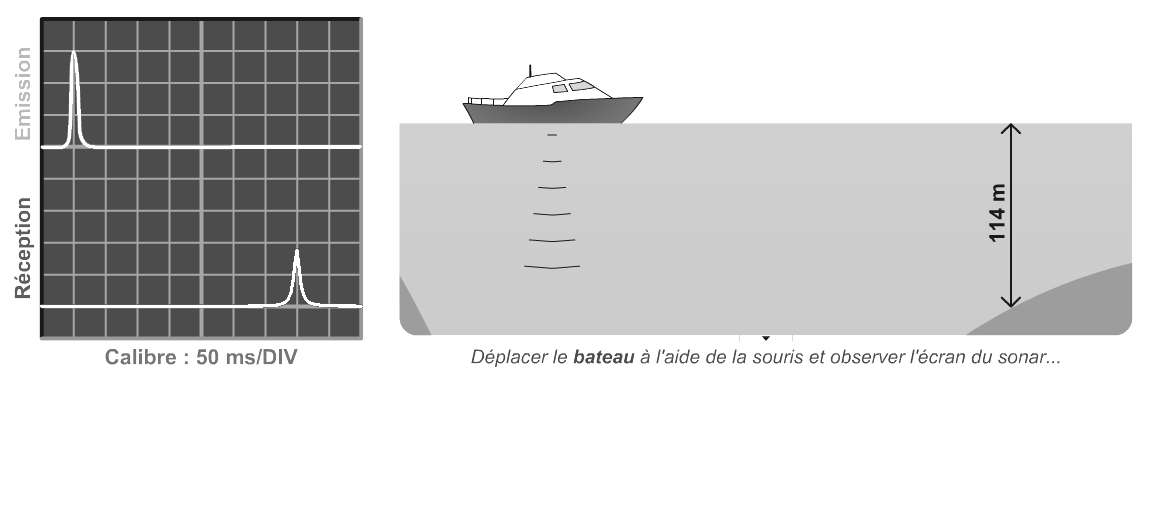 Emission
Réception
Calibre : 50 ms/DIV
114 m
Déplacer le bateau à l'aide de la souris et observer l'écran du sonar...